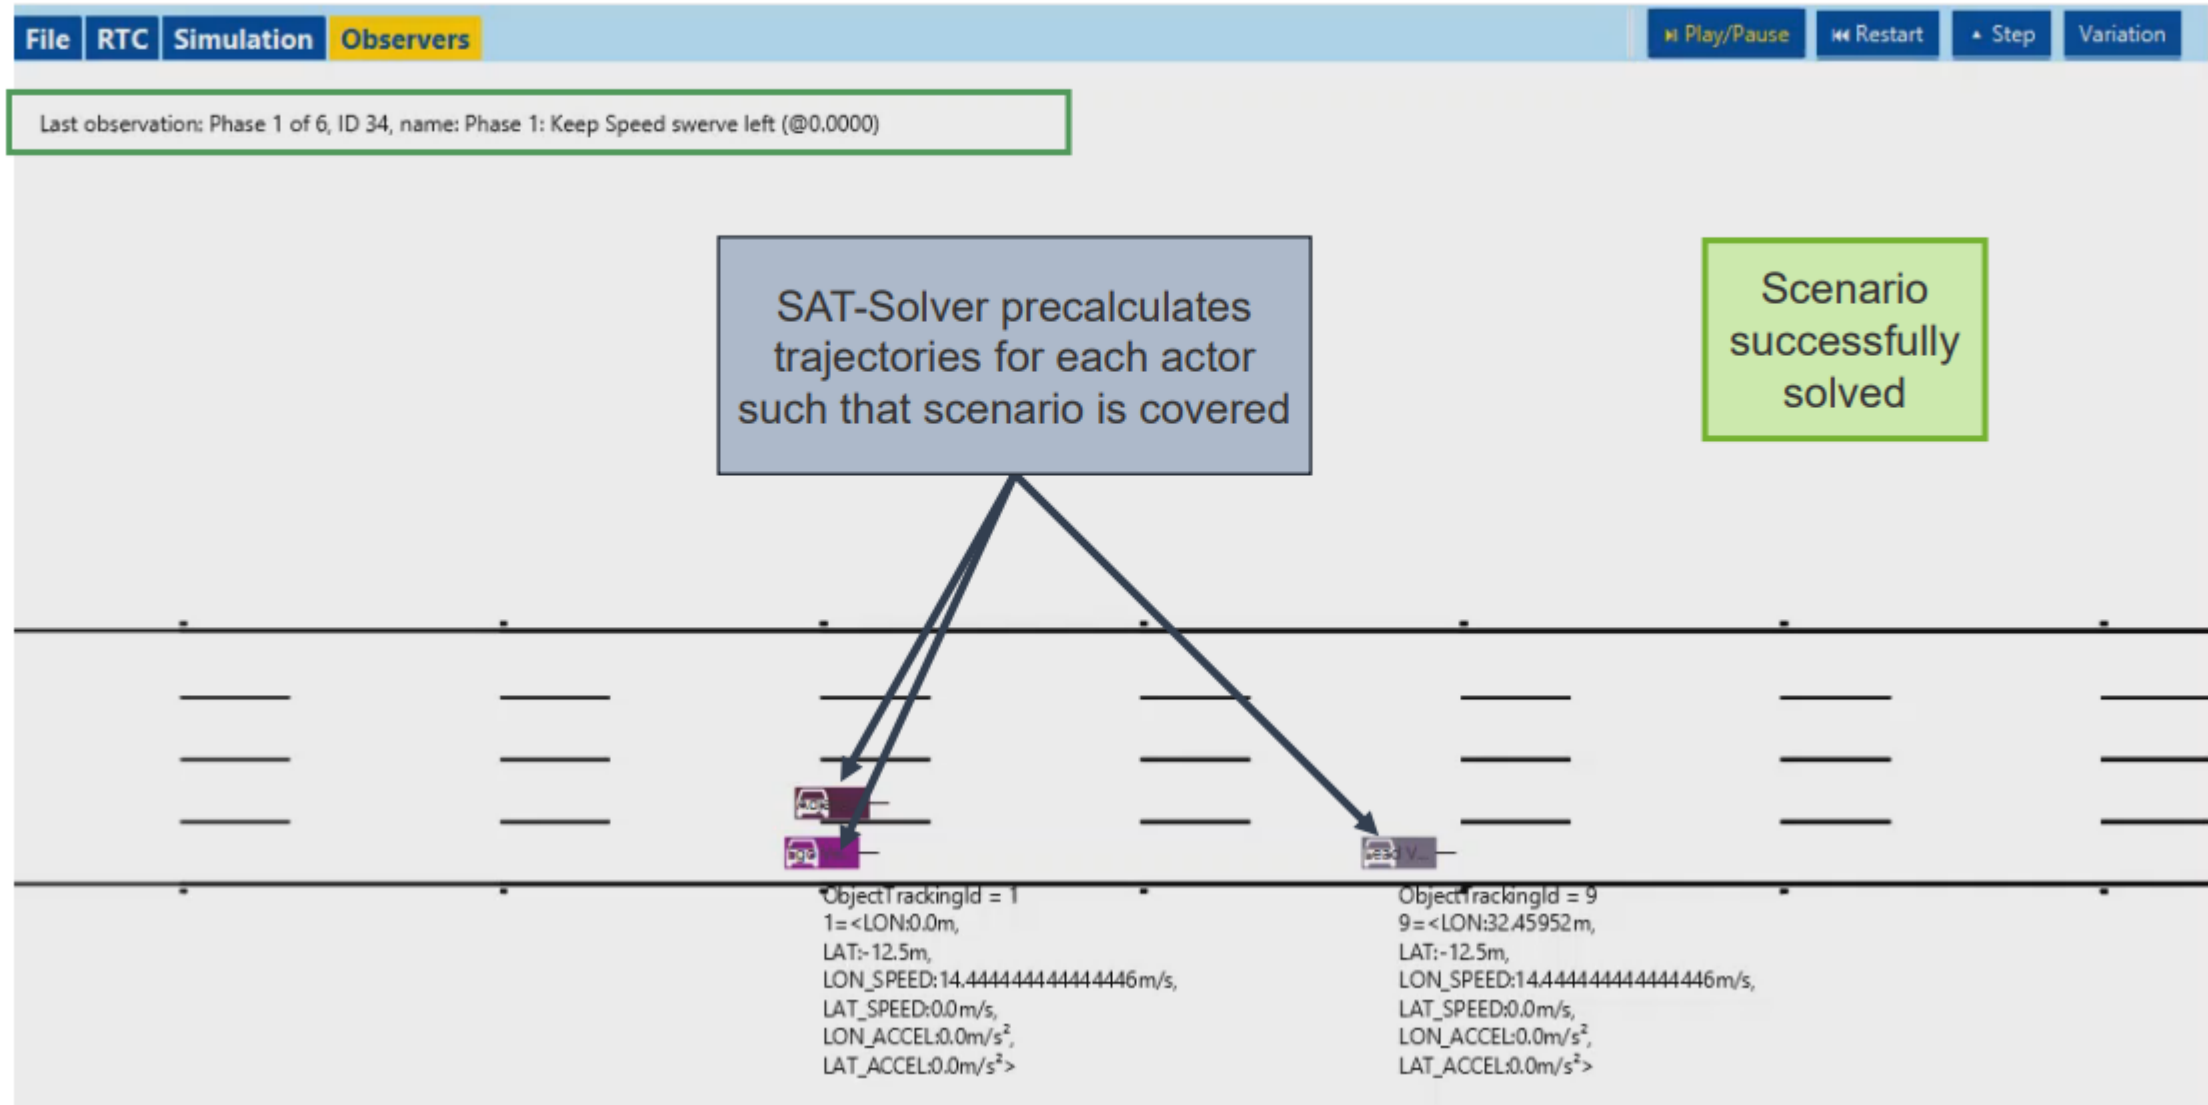 File RTC Simulation Observers Play/Pause Restart Step Variation
Last observation: Phase 1 of 6, ID 34, name: Phase 1: Keep Speed swerve left (@0.0000)
SAT-Solver precalculates
trajectories for each actor
such that scenario is covered
Scenario
successfully
solved
ObjectTrackingId = 1
1=<LON:0.0m,
LAT:-12.5m,
LON_SPEED:14.444444444444446m/s,
LAT_SPEED:0.0m/s,
LON_ACCEL:0.0m/s²,
LAT_ACCEL:0.0m/s²>
Lead V...
ObjectTrackingId = 9
9=<LON:32.45952m,
LAT:-12.5m,
LON_SPEED:14.444444444444446m/s,
LAT_SPEED:0.0m/s,
LON_ACCEL:0.0m/s²,
LAT_ACCEL:0.0m/s²>